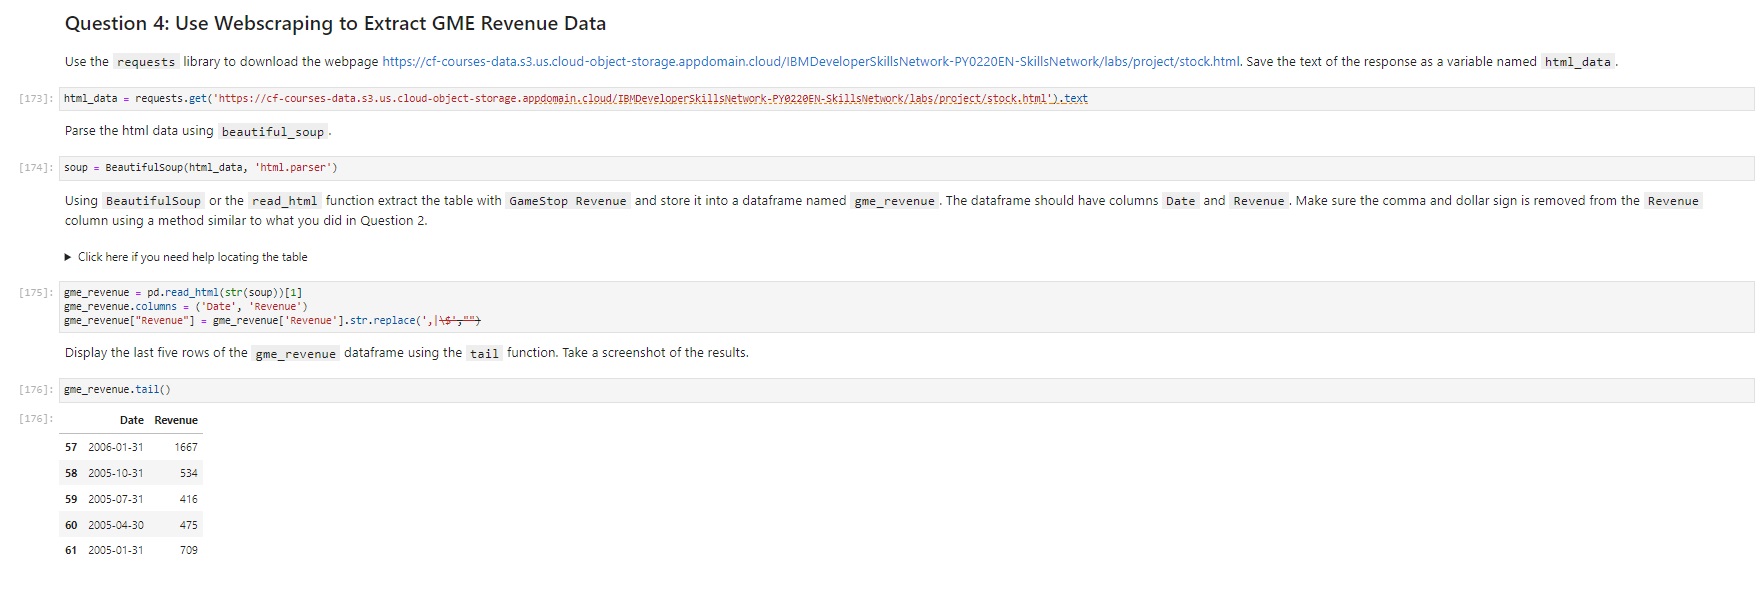 Question 4: Use Webscraping to Extract GME Revenue Data
Use the requests library to download the webpage https://cf-courses-data.s3.us.cloud-object-storage.appdomain.cloud/IBMDeveloperSkillsNetwork-PY0220EN-SkillsNetwork/labs/project/stock.html. Save the text of the response as a variable named html_data.
[173]: html_data = requests.get('https://cf-courses-data.s3.us.cloud-object-storage.appdomain.cloud/IBMDeveloperSkillsNetwork-PY0220EN-SkillsNetwork/labs/project/stock.html').text
Parse the html data using beautiful_soup.
[174]: soup = BeautifulSoup(html_data, 'html.parser')
Using BeautifulSoup or the read_html function extract the table with GameStop Revenue and store it into a dataframe named gme_revenue. The dataframe should have columns Date and Revenue. Make sure the comma and dollar sign is removed from the Revenue
column using a method similar to what you did in Question 2.
▶ Click here if you need help locating the table
[175]: gme_revenue = pd.read_html(str(soup))[1]
gme_revenue.columns = ('Date', 'Revenue')
gme_revenue["Revenue"] = gme_revenue['Revenue'].str.replace(',|\$',"")
Display the last five rows of the gme_revenue dataframe using the tail function. Take a screenshot of the results.
[176]: gme_revenue.tail()
[176]: Date Revenue
57 2006-01-31 1667
58 2005-10-31 534
59 2005-07-31 416
60 2005-04-30 475
61 2005-01-31 709